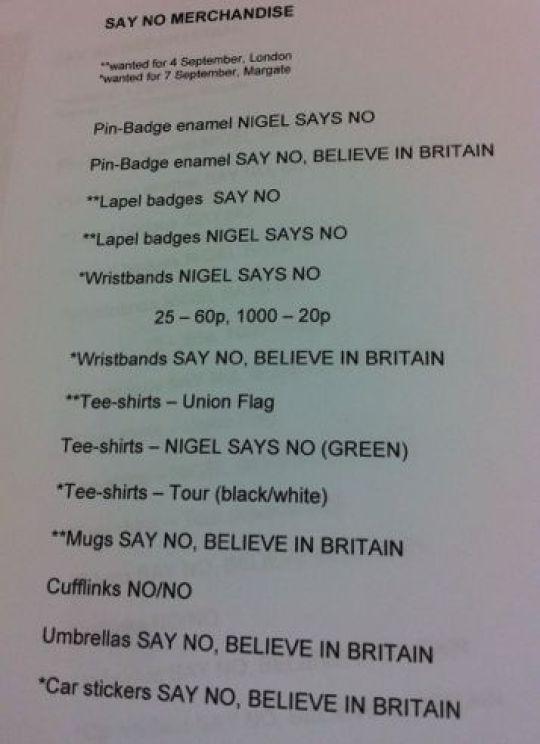 SAY NO MERCHANDISE
**wanted for 4 September, London
*wanted for 7 September, Margate
Pin-Badge enamel NIGEL SAYS NO
Pin-Badge enamel SAY NO, BELIEVE IN BRITAIN
**Lapel badges SAY NO
**Lapel badges NIGEL SAYS NO
*Wristbands NIGEL SAYS NO
25 – 60p, 1000 – 20p
*Wristbands SAY NO, BELIEVE IN BRITAIN
**Tee-shirts – Union Flag
Tee-shirts – NIGEL SAYS NO (GREEN)
*Tee-shirts – Tour (black/white)
**Mugs SAY NO, BELIEVE IN BRITAIN
Cufflinks NO/NO
Umbrellas SAY NO, BELIEVE IN BRITAIN
*Car stickers SAY NO, BELIEVE IN BRITAIN